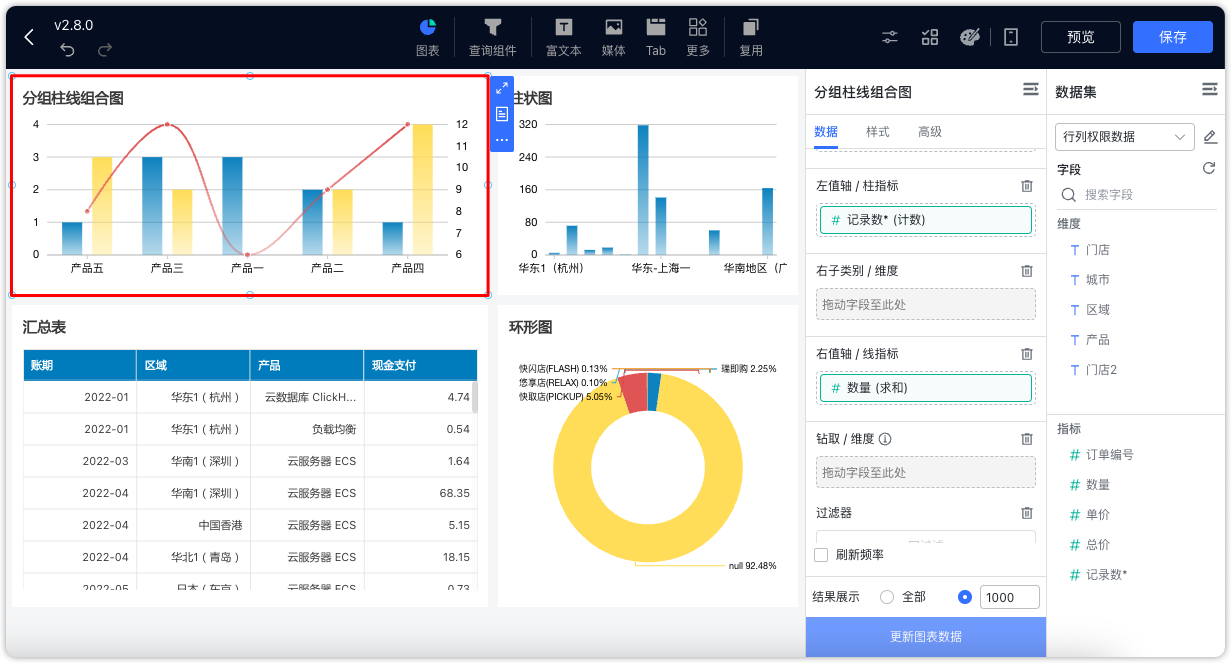 v2.8.0
图表
查询组件
富文本
媒体
Tab
更多
复用
预览
保存
分组柱线组合图
4
3
2
1
0
12
11
10
9
8
7
6
产品五
产品三
产品一
产品二
产品四
柱状图
320
240
160
80
0
华东1（杭州）
华东-上海一
华南地区（广
汇总表
账期 区域 产品 现金支付
2022-01 华东1（杭州） 云数据库 ClickH... 4.74
2022-01 华东1（杭州） 负载均衡 0.54
2022-03 华南1（深圳） 云服务器 ECS 1.64
2022-04 华南1（深圳） 云服务器 ECS 68.35
2022-04 中国香港 云服务器 ECS 5.15
2022-04 华北1（青岛） 云服务器 ECS 18.15
2022-05 日本（东京） 云服务器 ECS 0.73
环形图
快闪店(FLASH) 0.13%
悠享店(RELAX) 0.10%
快取店(PICKUP) 5.05%
瑞即购 2.25%
null 92.48%
分组柱线组合图
数据 样式 高级
左值轴 / 柱指标
# 记录数* (计数)
右子类别 / 维度
拖动字段至此处
右值轴 / 线指标
# 数量 (求和)
钻取 / 维度
拖动字段至此处
过滤器
刷新频率
结果展示 全部 1000
更新图表数据
数据集
行列权限数据
字段
搜索字段
维度
T 门店
T 城市
T 区域
T 产品
T 门店2
指标
# 订单编号
# 数量
# 单价
# 总价
# 记录数*